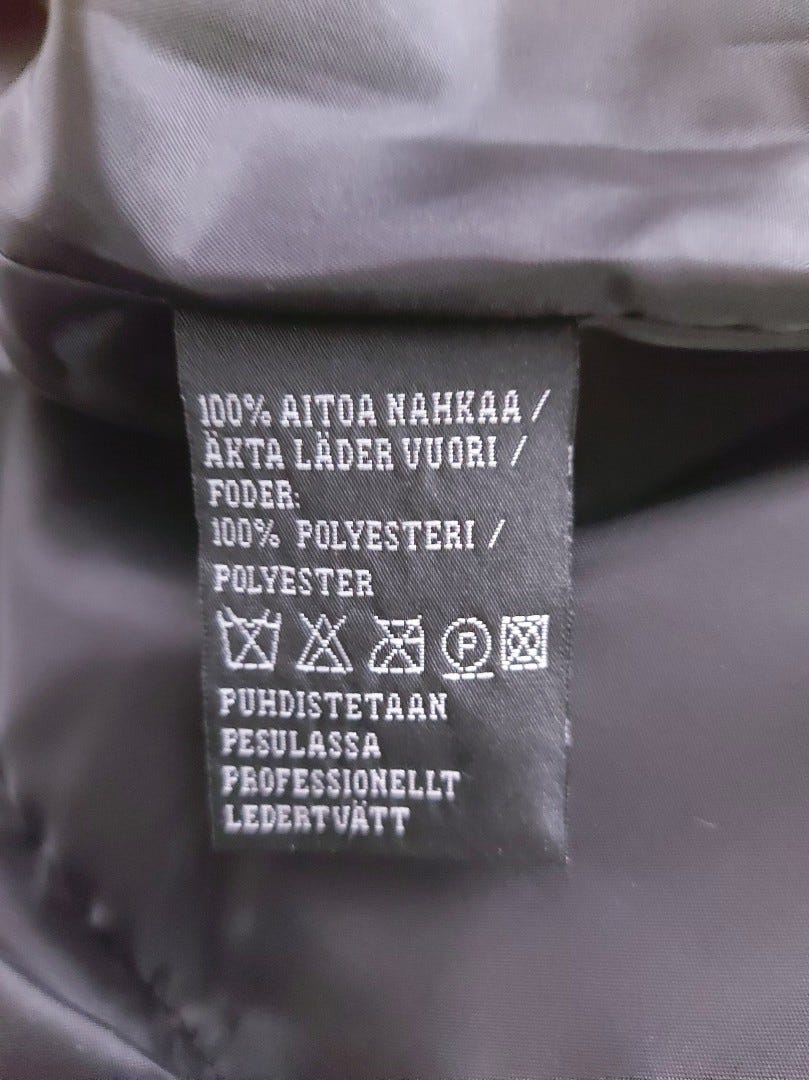 100% AITOA NAHKAA /
ÄKTA LÄDER VUORI /
FODER:
100% POLYESTERI /
POLYESTER
P
PUHDISTETAAN
PESULASSA
PROFESSIONELLT
LEDERTVÄTT